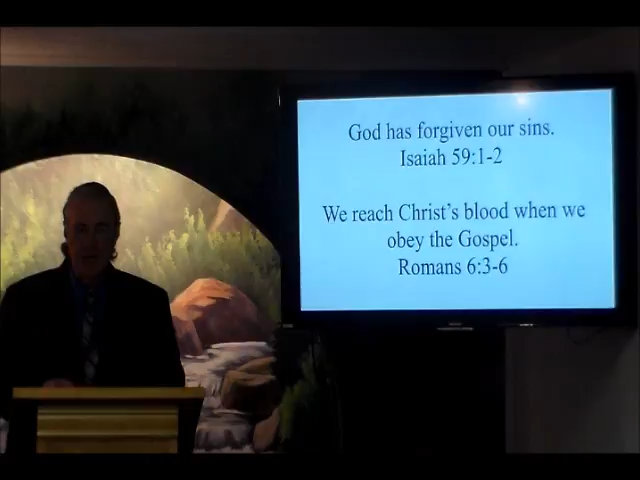 God has forgiven our sins.
Isaiah 59:1-2
We reach Christ's blood when we
obey the Gospel.
Romans 6:3-6